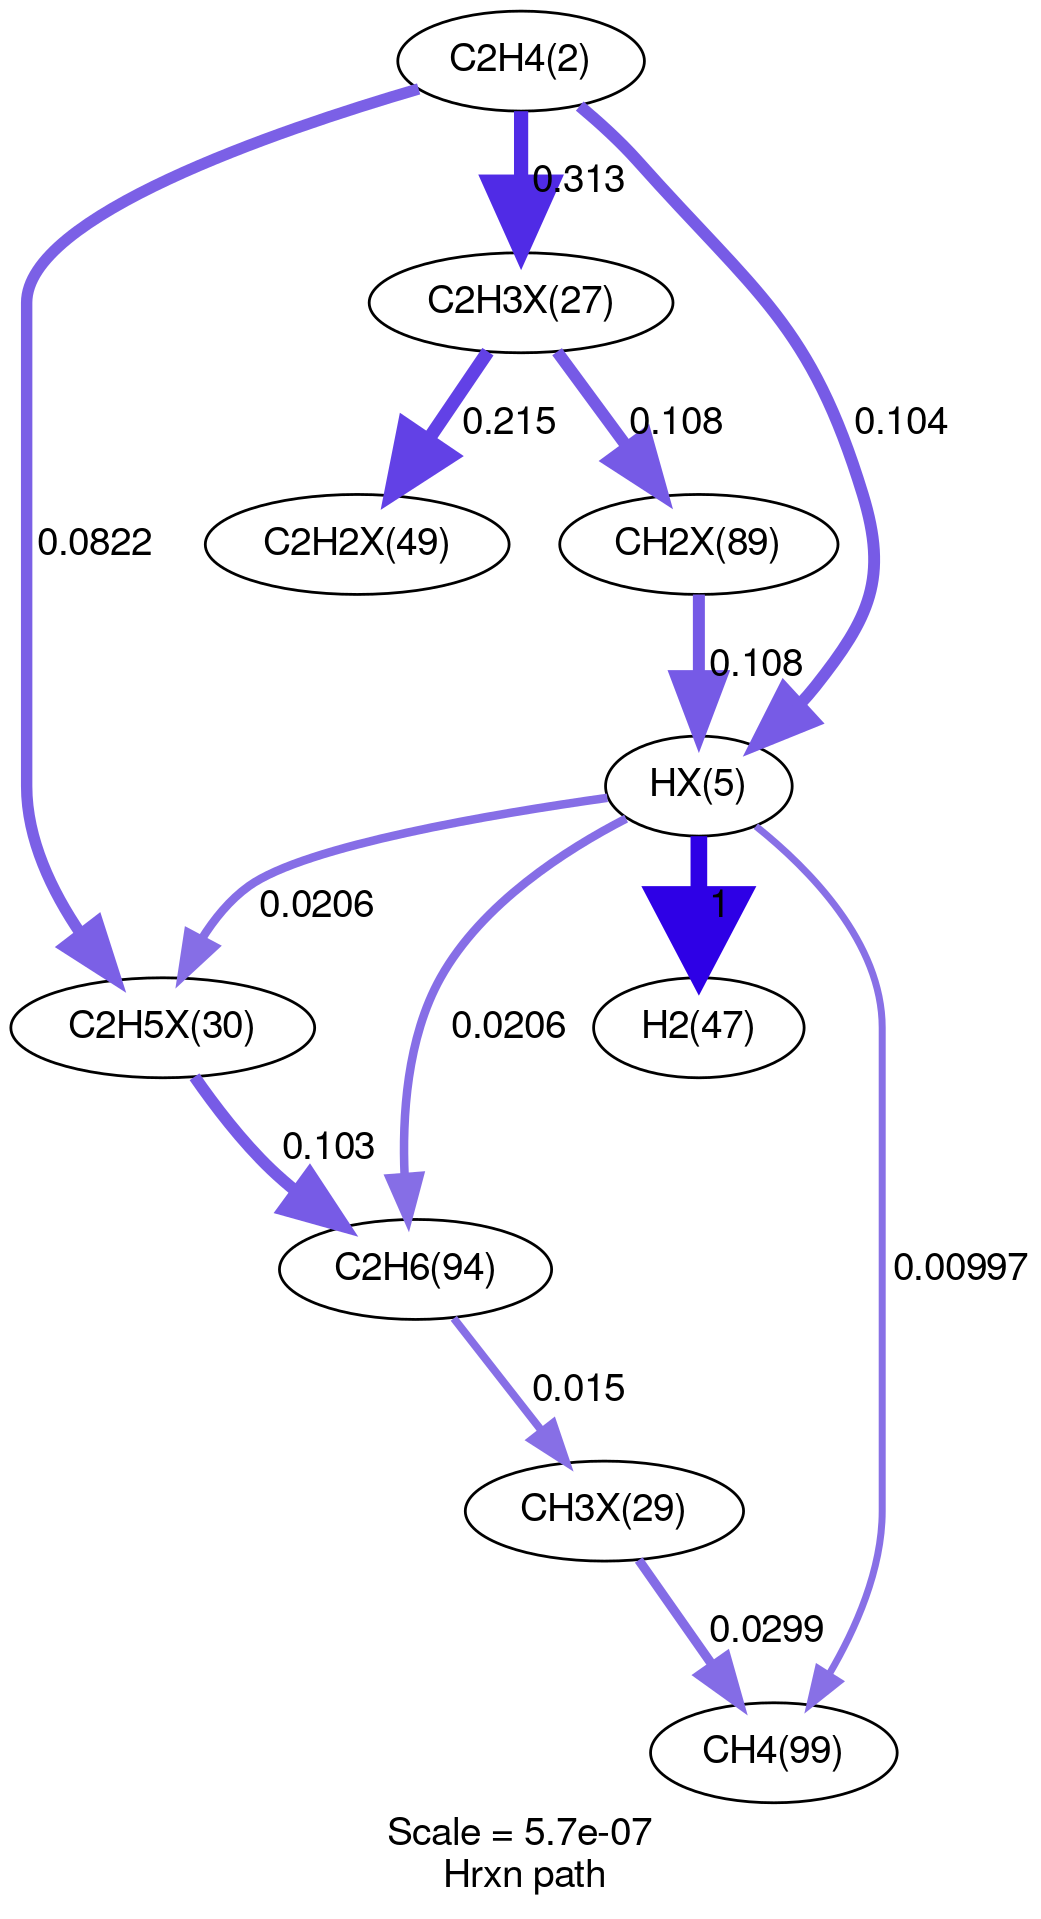 C2H4(2)
0.313
C2H3X(27)
0.215
0.108
0.104
0.0822
C2H2X(49)
CH2X(89)
0.108
HX(5)
0.0206
1
C2H5X(30)
0.0206
H2(47)
0.103
C2H6(94)
0.00997
0.015
CH3X(29)
0.0299
CH4(99)
Scale = 5.7e-07
Hrxn path